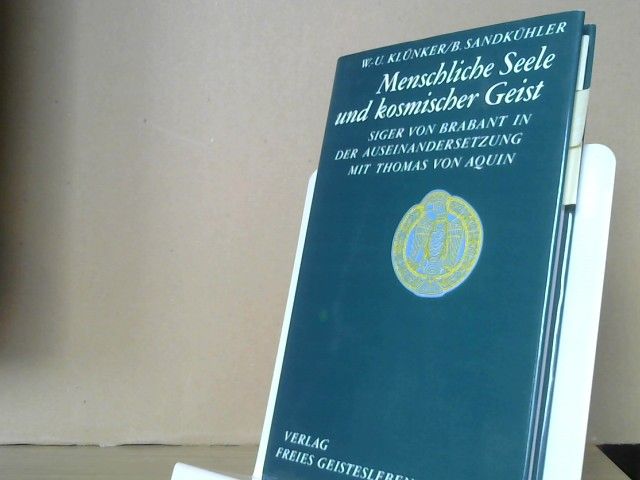 W.-U. KLÜNKER/B. SANDKÜHLER
Menschliche Seele
und kosmischer Geist
SIGER VON BRABANT IN
DER AUSEINANDERSETZUNG
MIT THOMAS VON AQUIN
VERLAG
FREIES GEISTESLEBEN